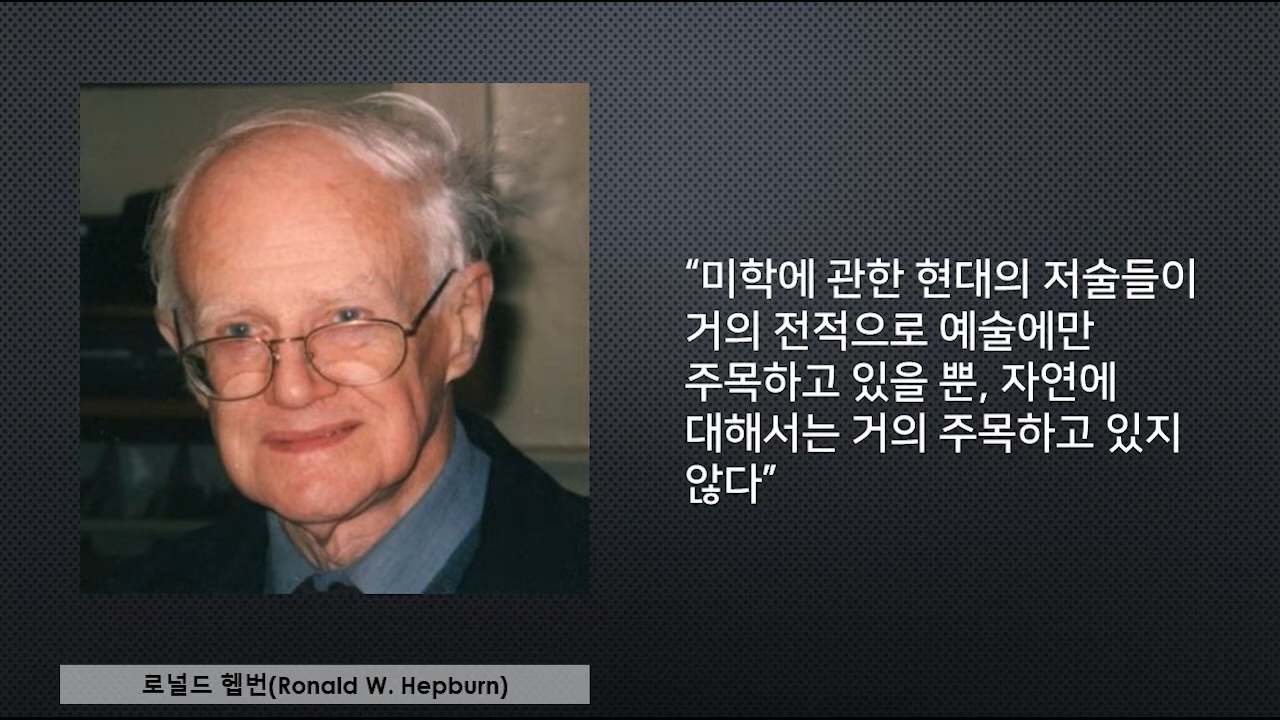 “미학에 관한 현대의 저술들이
거의 전적으로 예술에만
주목하고 있을 뿐, 자연에
대해서는 거의 주목하고 있지
않다”
로널드 헵번(Ronald W. Hepburn)